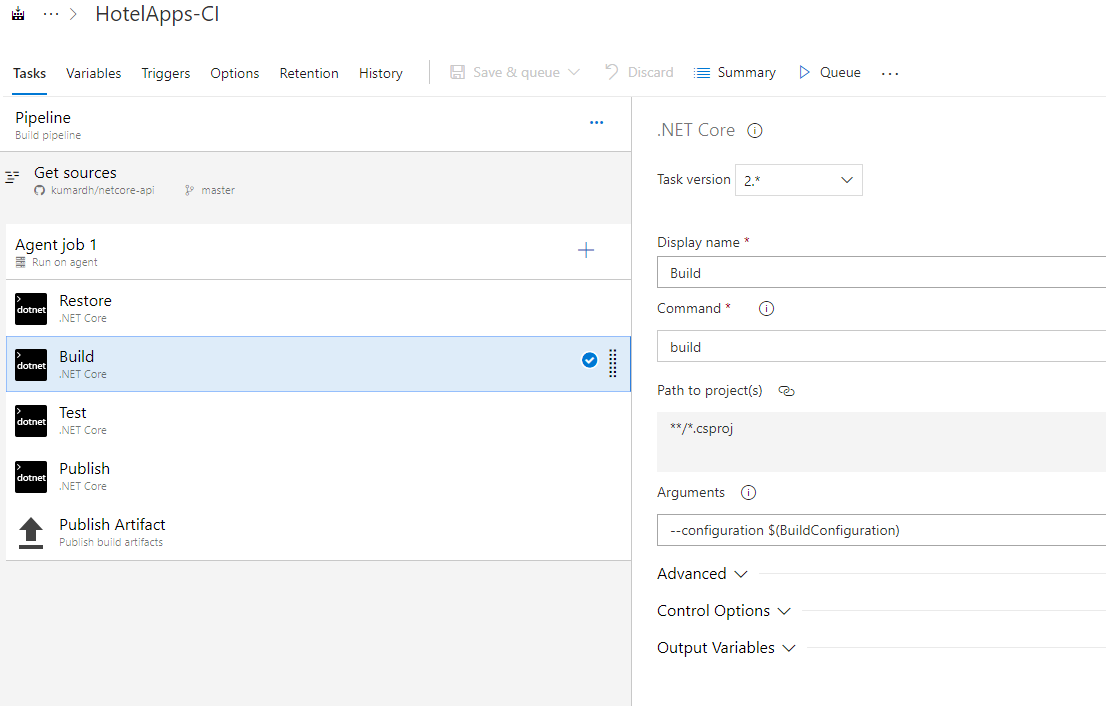 ··· > HotelApps-CI
Tasks Variables Triggers Options Retention History Save & queue Discard Summary Queue ···
Pipeline
Build pipeline
···
Get sources
kumardh/netcore-api master
Agent job 1
Run on agent
>
dotnet
Restore
.NET Core
>
dotnet
Build
.NET Core
>
dotnet
Test
.NET Core
>
dotnet
Publish
.NET Core
Publish Artifact
Publish build artifacts
.NET Core
Task version 2.*
Display name *
Build
Command *
build
Path to project(s)
**/*.csproj
Arguments
--configuration $(BuildConfiguration)
Advanced
Control Options
Output Variables